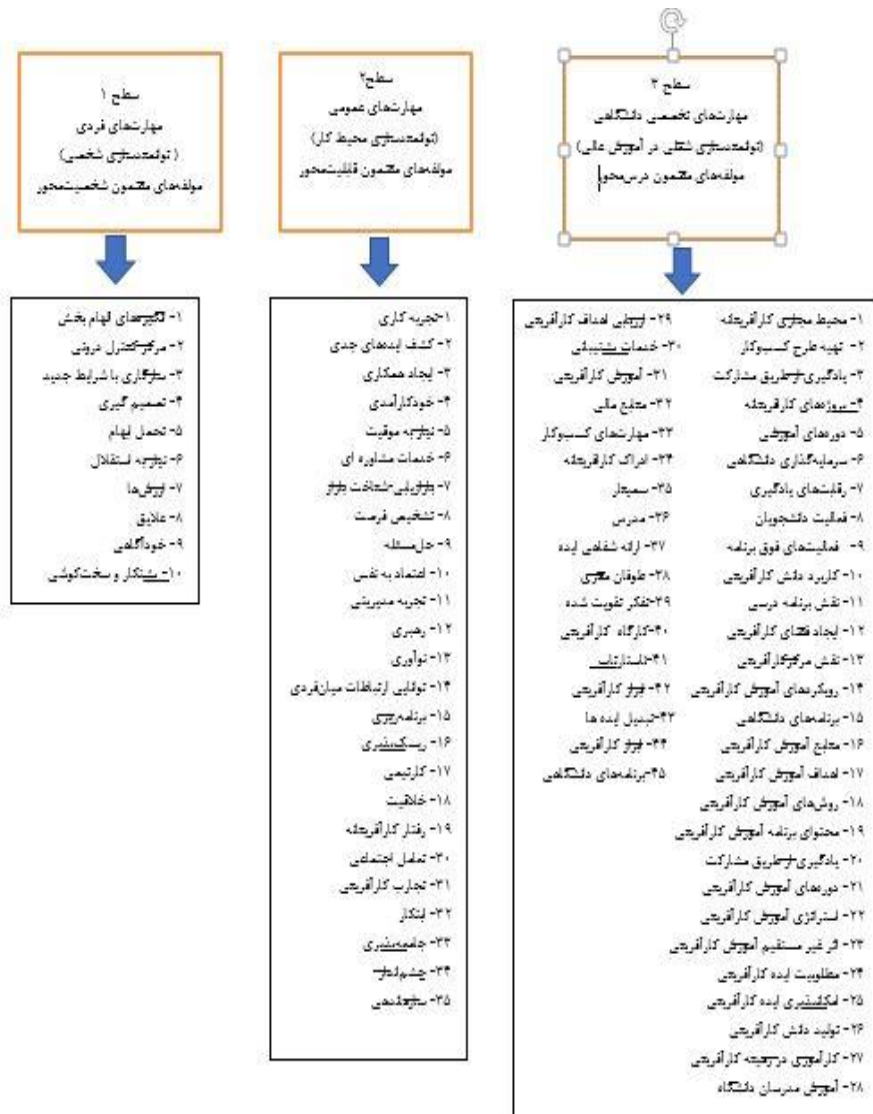 سطح ۱
مهارت‌های فردی
(توانمندسازی شخصی)
مولفه‌های مضمون شخصیت‌محور
سطح۲
مهارت‌های عمومی
(توانمندسازی محیط کار)
مولفه‌های مضمون قابلیت‌محور
سطح ۳
مهارت‌های تخصصی دانشگاهی
(توانمندسازی شغلی در آموزش عالی)
مولفه‌های مضمون درس‌محور
۱- انگیزه‌های الهام بخش
۲- مرکز کنترل درونی
۳- سازگاری با شرایط جدید
۴- تصمیم گیری
۵- تحمل ابهام
۶- نیاز به استقلال
۷- ارزش‌ها
۸- علایق
۹- خودآگاهی
۱۰- پشتکار و سخت‌کوشی
۱-تجربه کاری
۲- کشف ایده‌های جدی
۳- ایجاد همکاری
۴- خودکارآمدی
۵- نیاز به موفیت
۶- خدمات مشاوره ای
۷- بازاریابی-شناخت بازار
۸- تشخیص فرصت
۹- حل‌مسئله
۱۰- اعتماد به نفس
۱۱- تجربه مدیریتی
۱۲- رهبری
۱۳- نوآوری
۱۴- توانایی ارتباطات میان‌فردی
۱۵- برنامه‌ریزی
۱۶- ریسک‌پذیری
۱۷- کارتیمی
۱۸- خلاقیت
۱۹- رفتار کارآفرینانه
۲۰- تعامل اجتماعی
۲۱- تجارب کارآفرینی
۲۲- ابتکار
۲۳- جامعه‌پذیری
۲۴- چشم‌انداز
۲۵- سازماندهی
۱- محیط مجازی کارآفرینانه
۲- تهیه طرح کسب‌وکار
۳- یادگیری از طریق مشارکت
۴- پروژه‌های کارافرینانه
۵- دوره‌های آموزشی
۶- سرمایه‌گذاری دانشگاهی
۷- رقابت‌های یادگیری
۸- فعالیت دانشجویان
۹- فعالیت‌های فوق برنامه
۱۰- کاربرد دانش کارآفرینی
۱۱- نقش برنامه درسی
۱۲- ایجاد فضای کارآفرینی
۱۳- نقش مرکزکارآفرینی
۱۴- رویکردهای آموزش کارآفرینی
۱۵- برنامه‌های دانشگاهی
۱۶- منابع آموزش کارآفرینی
۱۷- اهداف آموزش کارآفرینی
۱۸- روش‌های آموزش کارآفرینی
۱۹- محتوای برنامه آموزش کارآفرینی
۲۰- یادگیری از طریق مشارکت
۲۱- دوره‌های آموزش کارآفرینی
۲۲- استراتژی آموزش کارآفرینی
۲۳- اثر غیر مستقیم آموزش کارآفرینی
۲۴- مطلوبیت ایده کارآفرینی
۲۵- امکانپذیری ایده کارآفرینی
۲۶- تولید دانش کارآفرینی
۲۷- کارآموزی در زمینه کارآفرینی
۲۸- آموزش مدرسان دانشگاه
۲۹- ارزیابی اهداف کارآفرینی
۳۰- خدمات پشتیبانی
۳۱- آموزش کارآفرینی
۳۲- منابع مالی
۳۳- مهارت‌های کسب‌وکار
۳۴- ادراک کارافرینانه
۳۵- سمینار
۳۶- مدرس
۳۷- ارائه شفاهی ایده
۳۸- طوفان مغزی
۳۹-تفکر تقویت شده
۴۰-کارگاه کارآفرینی
۴۱-
۴۲- ابزار کارآفرینی
۴۳-تبدیل ایده ها
۴۴- ابزار کارآفرینی
۴۵-برنامه‌های دانشگاهی